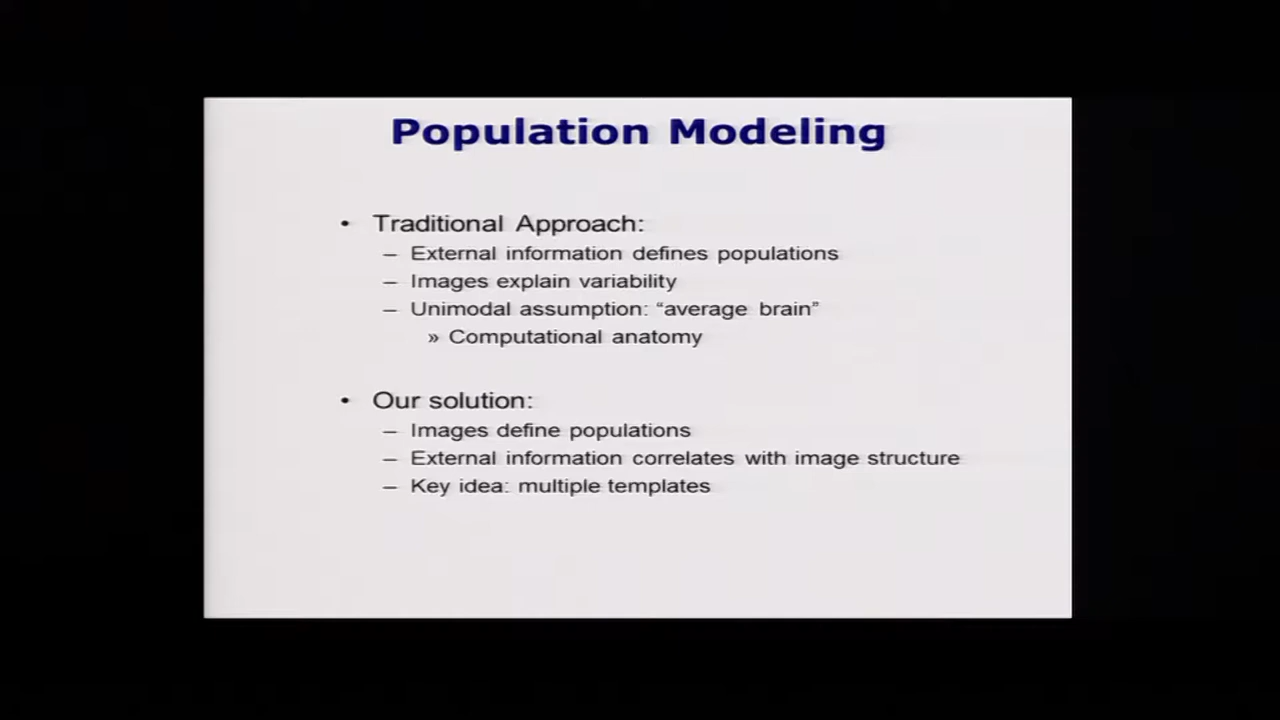 Population Modeling
• Traditional Approach:
– External information defines populations
– Images explain variability
– Unimodal assumption: “average brain”
» Computational anatomy
• Our solution:
– Images define populations
– External information correlates with image structure
– Key idea: multiple templates